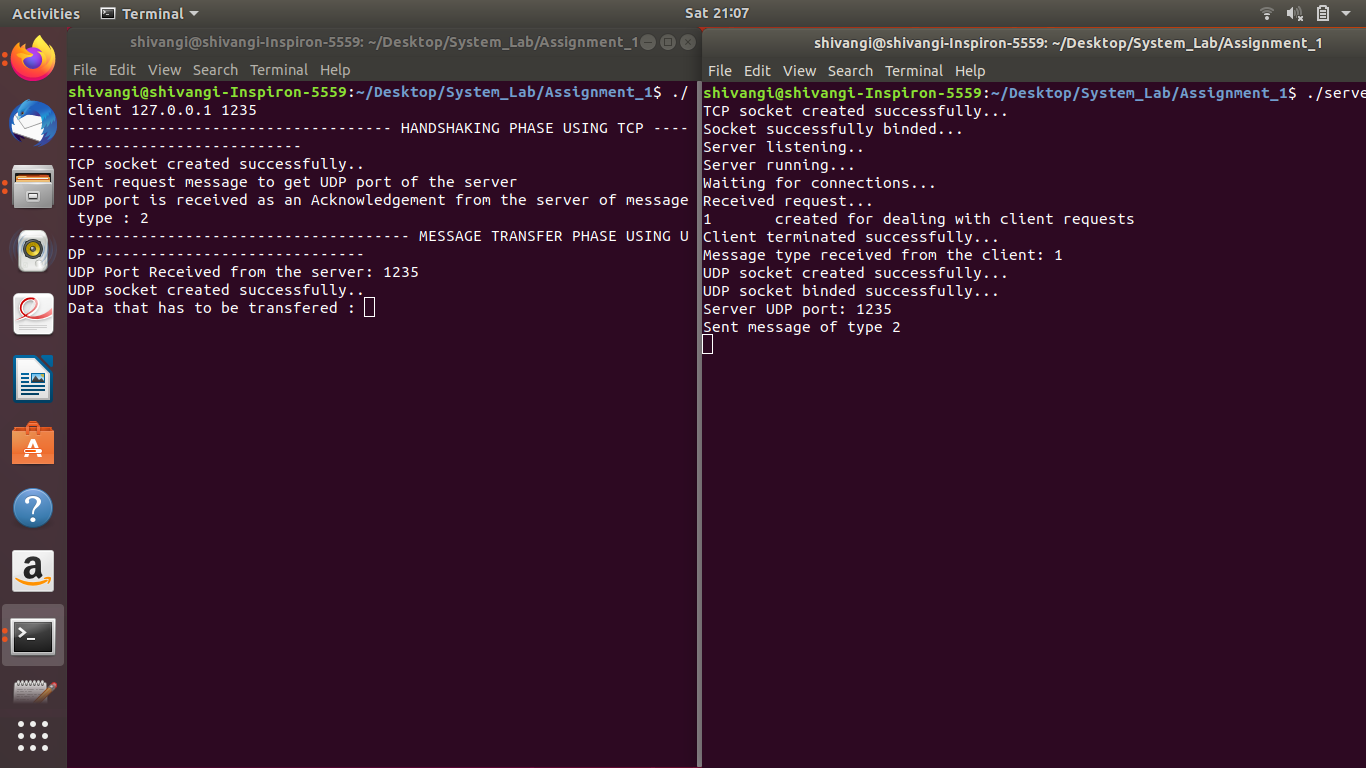 Activities Terminal Sat 21:07
shivangi@shivangi-Inspiron-5559: ~/Desktop/System_Lab/Assignment_1
File Edit View Search Terminal Help
shivangi@shivangi-Inspiron-5559:~/Desktop/System_Lab/Assignment_1$ ./
client 127.0.0.1 1235
------------------------------------ HANDSHAKING PHASE USING TCP ----
--------------------------
TCP socket created successfully..
Sent request message to get UDP port of the server
UDP port is received as an Acknowledgement from the server of message
 type : 2
-------------------------------------- MESSAGE TRANSFER PHASE USING U
DP ------------------------------
UDP Port Received from the server: 1235
UDP socket created successfully..
Data that has to be transfered :
shivangi@shivangi-Inspiron-5559: ~/Desktop/System_Lab/Assignment_1
File Edit View Search Terminal Help
shivangi@shivangi-Inspiron-5559:~/Desktop/System_Lab/Assignment_1$ ./serve
TCP socket created successfully...
Socket successfully binded...
Server listening..
Server running...
Waiting for connections...
Received request...
1       created for dealing with client requests
Client terminated successfully...
Message type received from the client: 1
UDP socket created successfully...
UDP socket binded successfully...
Server UDP port: 1235
Sent message of type 2